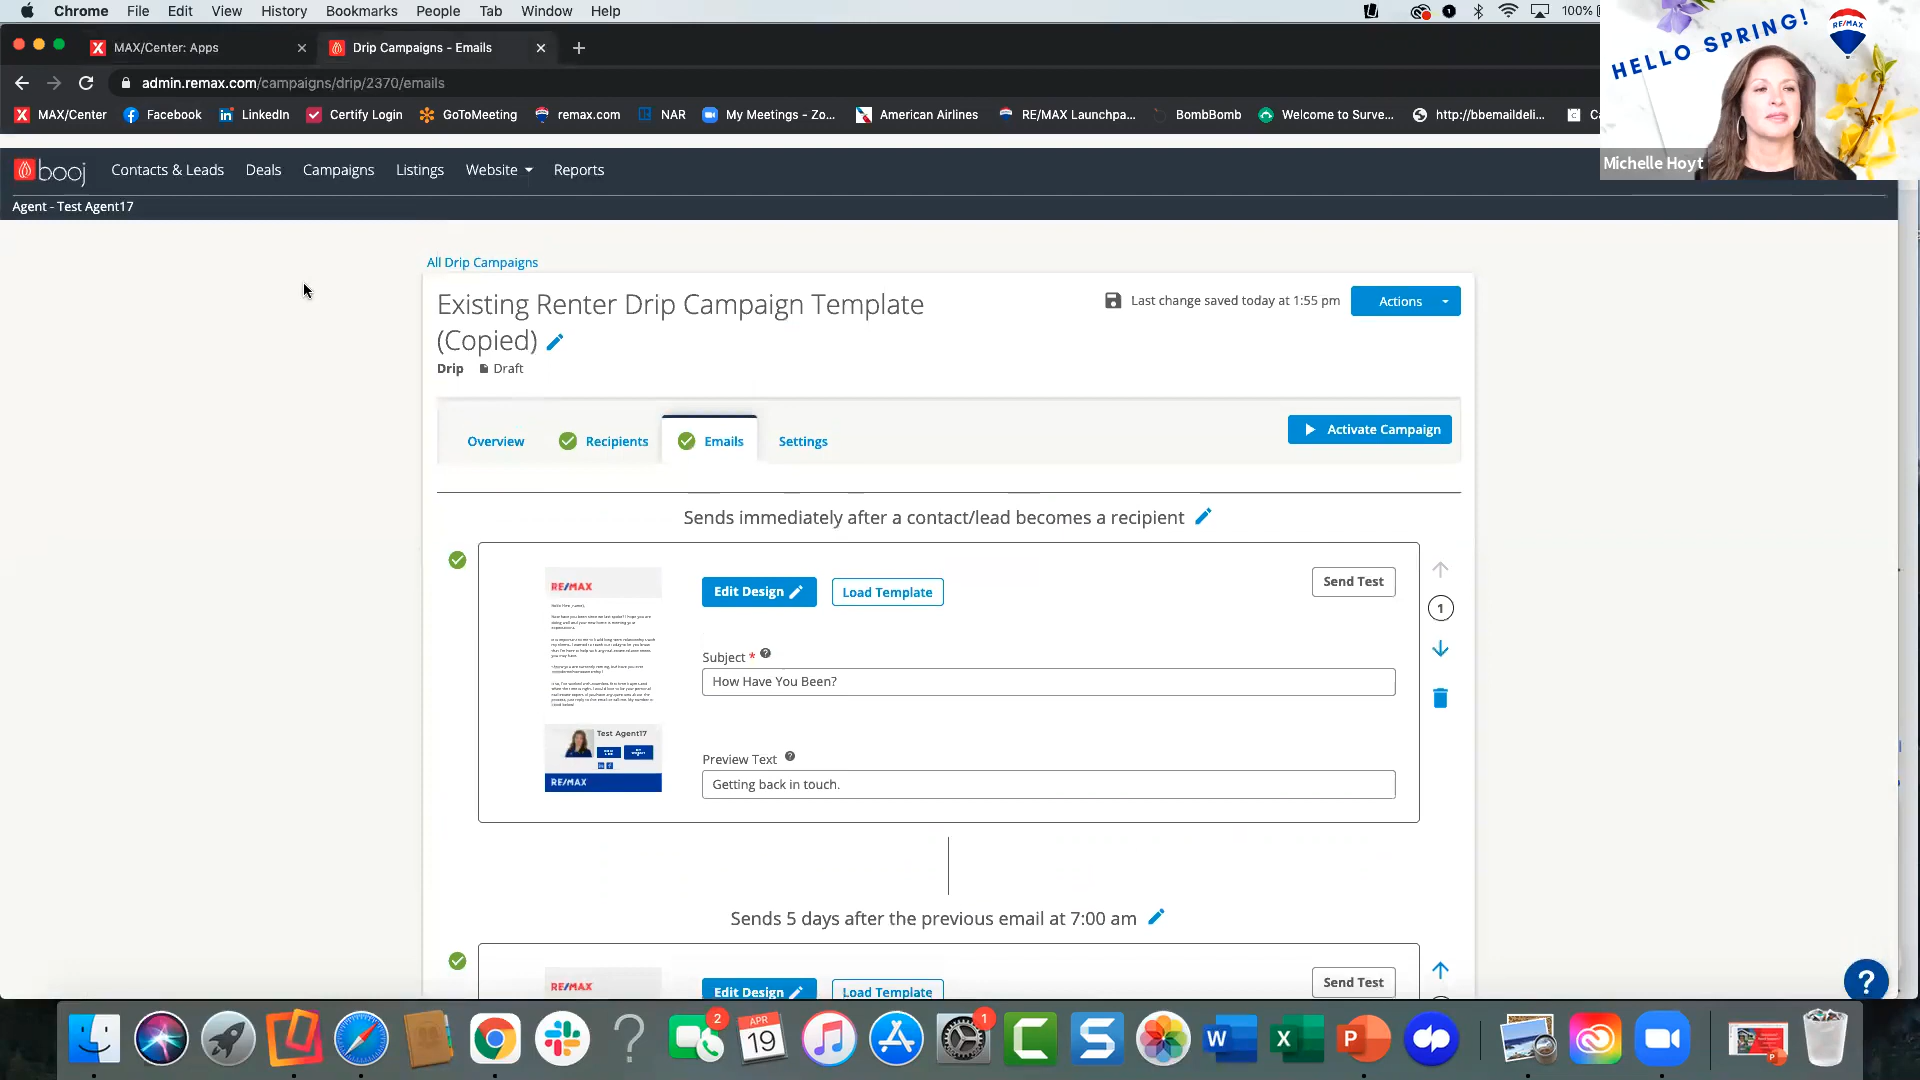 Chrome File Edit View History Bookmarks People Tab Window Help
100%
MAX/Center: Apps
Drip Campaigns - Emails
admin.remax.com/campaigns/drip/2370/emails
MAX/Center Facebook LinkedIn Certify Login GoToMeeting remax.com NAR My Meetings - Zo... American Airlines RE/MAX Launchpa... BombBomb Welcome to Surve... http://bbemaildeli...
HELLO SPRING!
RE/MAX
Michelle Hoyt
booj Contacts & Leads Deals Campaigns Listings Website Reports
Agent - Test Agent17
All Drip Campaigns
Existing Renter Drip Campaign Template
(Copied)
Last change saved today at 1:55 pm
Actions
Drip Draft
Overview Recipients Emails Settings
Activate Campaign
Sends immediately after a contact/lead becomes a recipient
RE/MAX
Edit Design
Load Template
Send Test
1
Subject *
How Have You Been?
Test Agent17
RE/MAX
Preview Text
Getting back in touch.
Sends 5 days after the previous email at 7:00 am
RE/MAX
Edit Design
Load Template
Send Test
?
2
APR
19
1